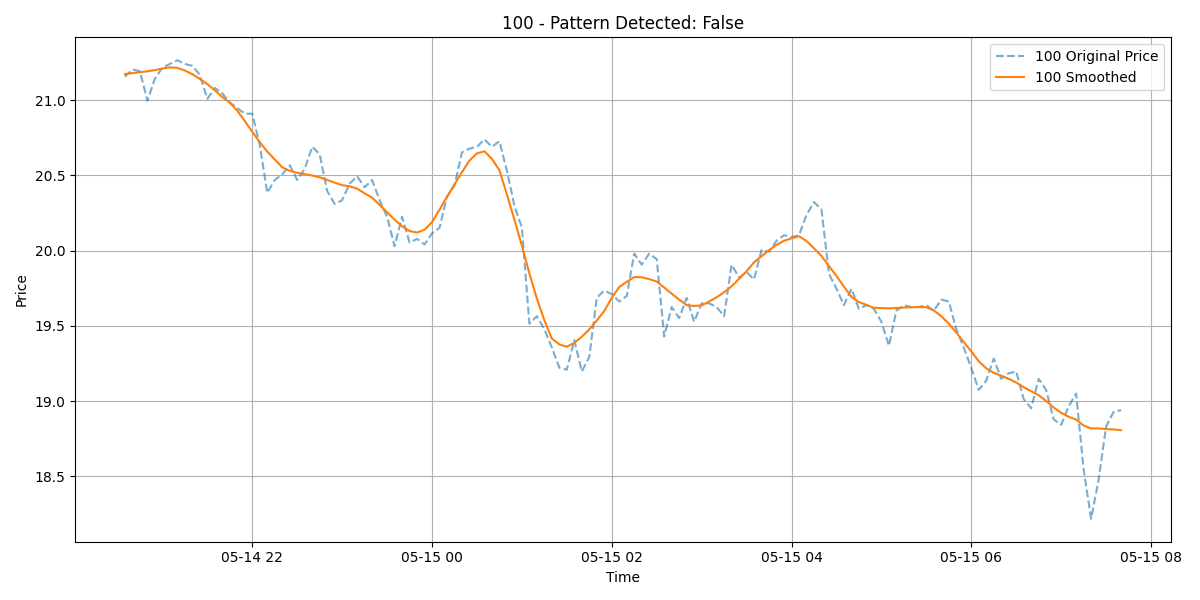 100 - Pattern Detected: False
100 Original Price
100 Smoothed
Price
21.0
20.5
20.0
19.5
19.0
18.5
05-14 22
05-15 00
05-15 02
05-15 04
05-15 06
05-15 08
Time